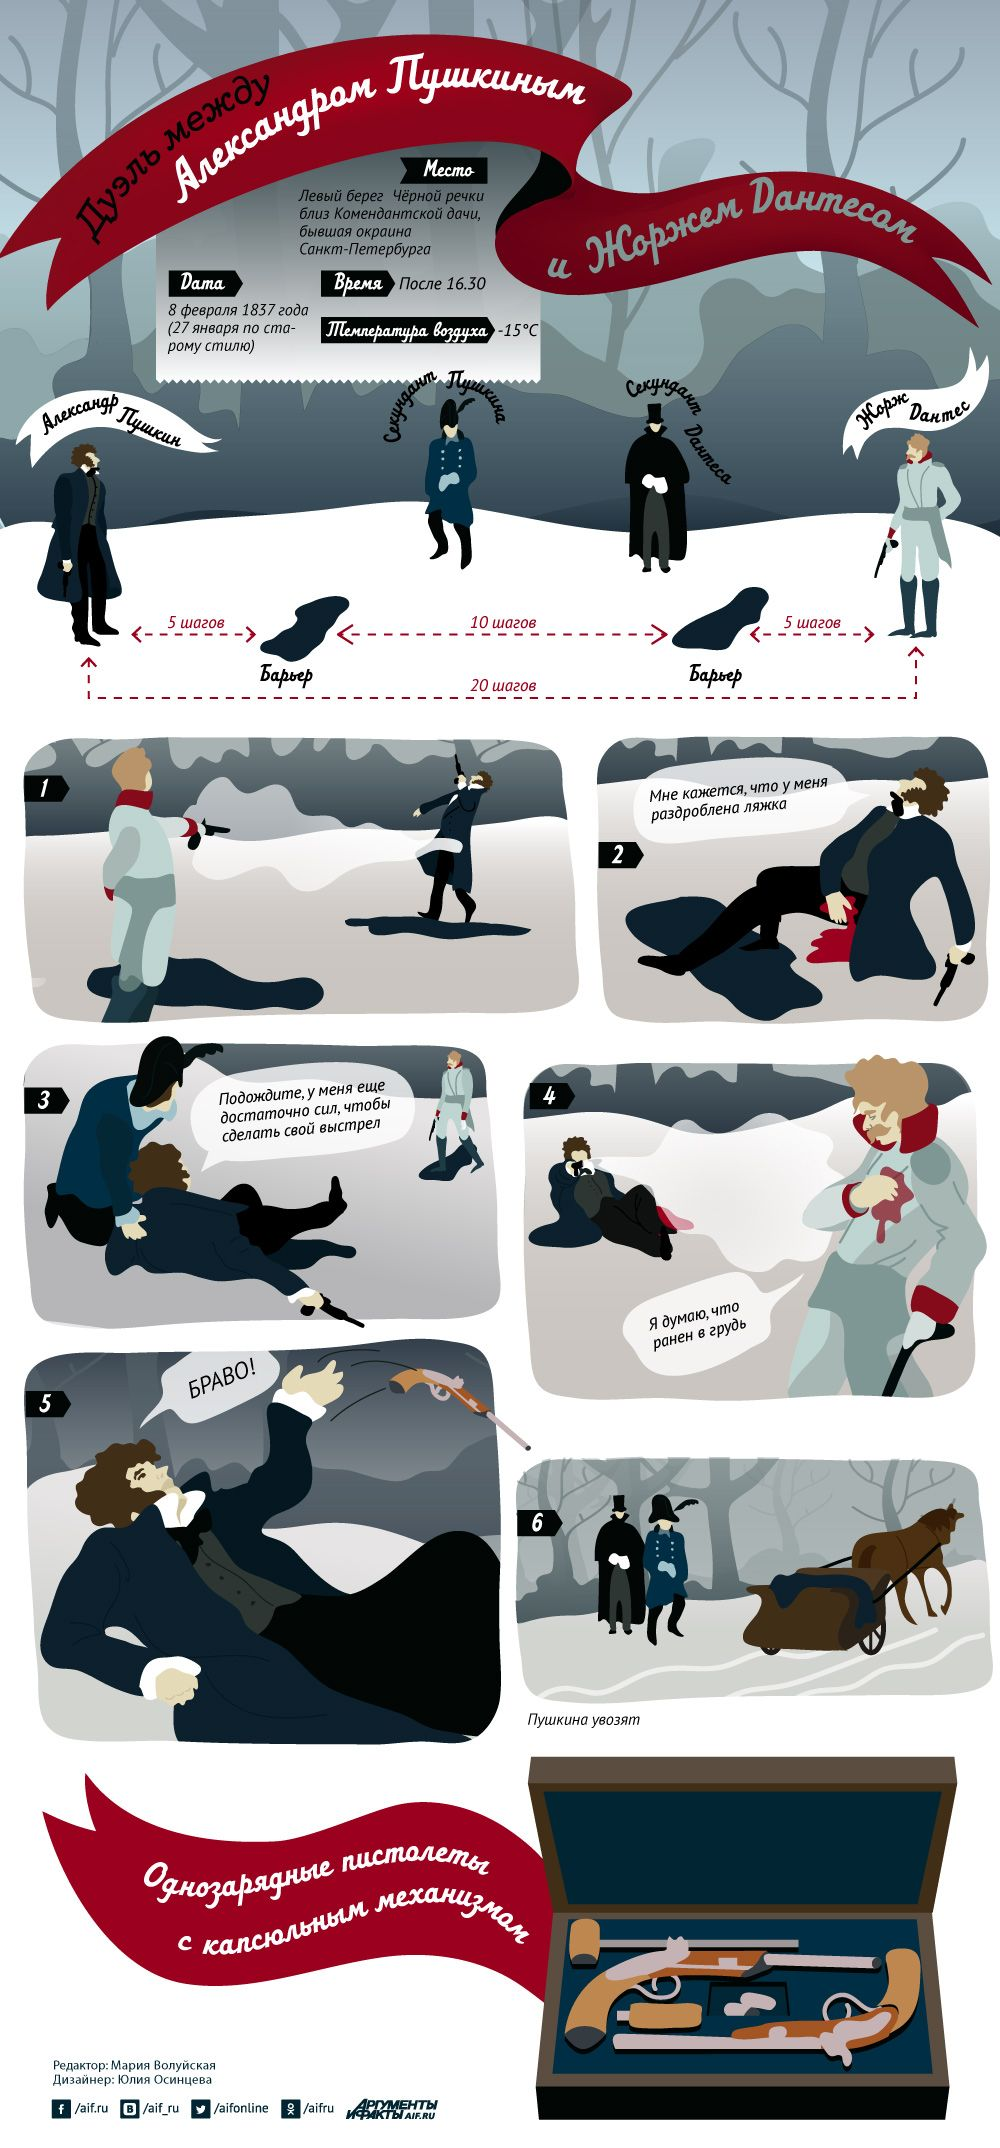 Дуэль между
Александром Пушкиным
и Жоржем Дантесом
Место
Левый берег Чёрной речки
близ Комендантской дачи,
бывшая окраина
Санкт-Петербурга
Дата
8 февраля 1837 года
(27 января по ста-
рому стилю)
Время После 16.30
Температура воздуха -15°С
Александр
Пушкин
Секундант Пушкина
Секундант Дантеса
Жорж
Дантес
5 шагов
10 шагов
5 шагов
Барьер
Барьер
20 шагов
1
2
Мне кажется, что у меня
раздроблена ляжка
3
Подождите, у меня еще
достаточно сил, чтобы
сделать свой выстрел
4
Я думаю, что
ранен в грудь
5
БРАВО!
6
Пушкина увозят
Однозарядные пистолеты
с капсюльным механизмом
Редактор: Мария Волуйская
Дизайнер: Юлия Осинцева
/aif.ru
/aif_ru
/aifonline
/aifru
АРГУМЕНТЫ
И ФАКТЫ AIF.RU